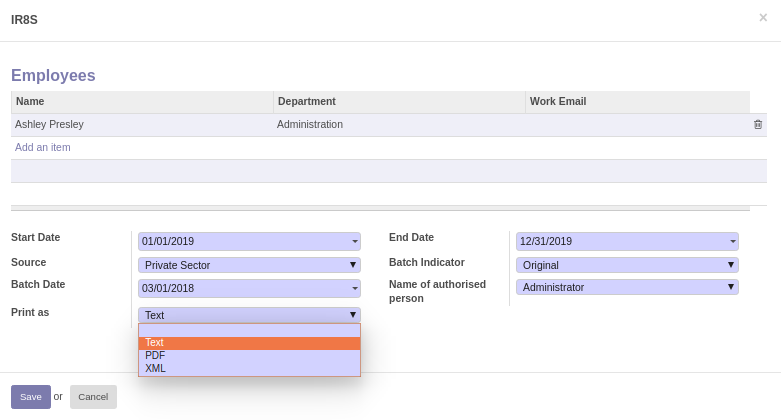 IR8S ×
Employees
Name Department Work Email
Ashley Presley Administration
Add an item
Start Date 01/01/2019 End Date 12/31/2019
Source Private Sector Batch Indicator Original
Batch Date 03/01/2018 Name of authorised person Administrator
Print as Text
Text
PDF
XML
Save or Cancel